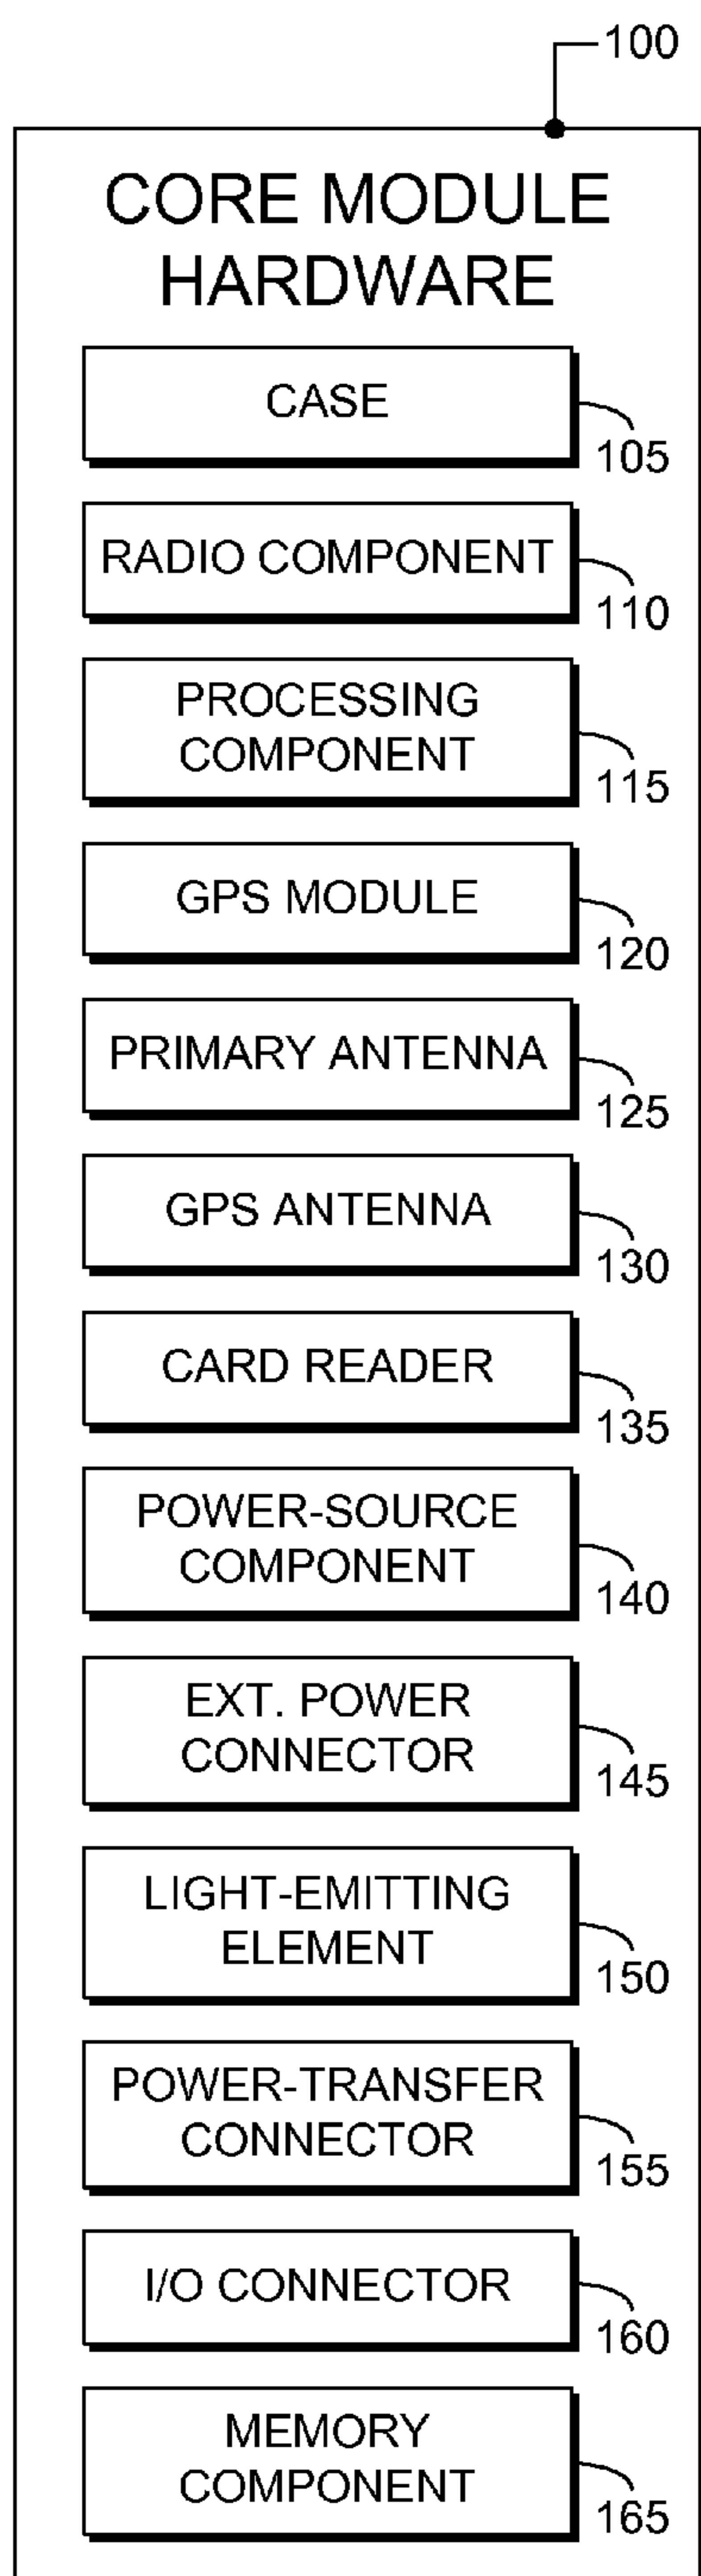 100
CORE MODULE
HARDWARE
CASE
105
RADIO COMPONENT
110
PROCESSING
COMPONENT
115
GPS MODULE
120
PRIMARY ANTENNA
125
GPS ANTENNA
130
CARD READER
135
POWER-SOURCE
COMPONENT
140
EXT. POWER
CONNECTOR
145
LIGHT-EMITTING
ELEMENT
150
POWER-TRANSFER
CONNECTOR
155
I/O CONNECTOR
160
MEMORY
COMPONENT
165